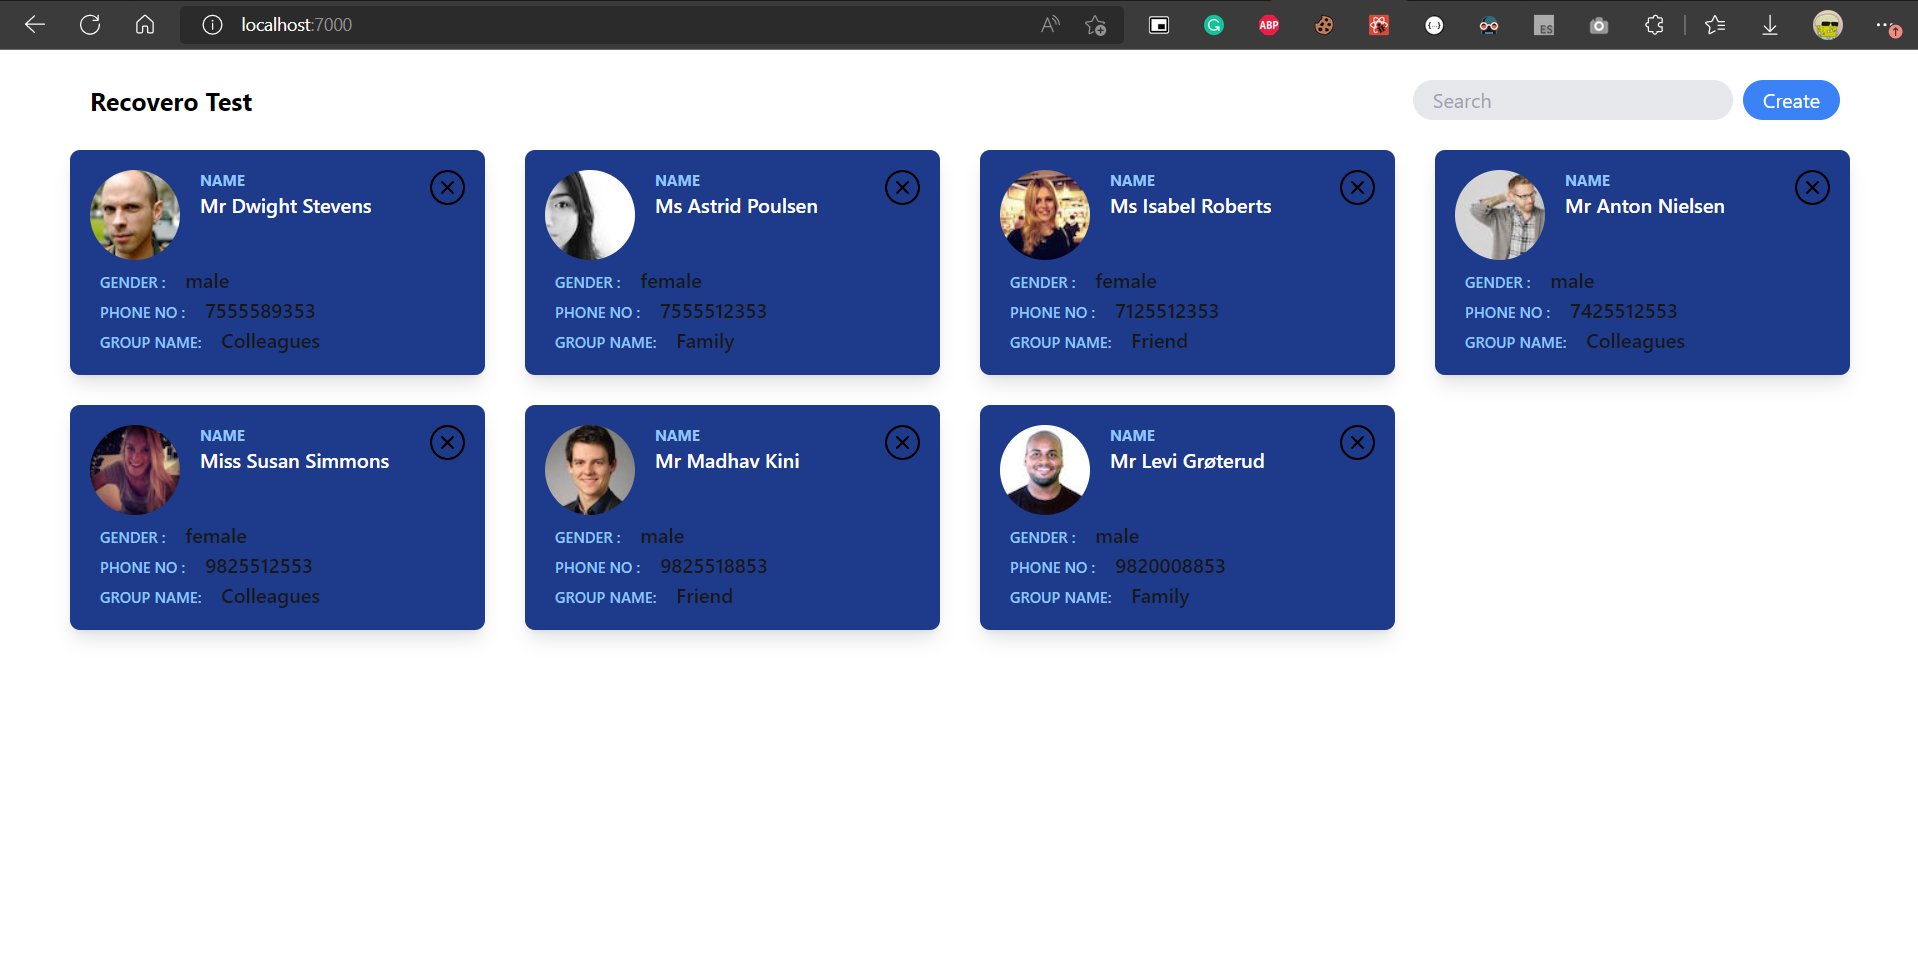 localhost:7000
ABP
ES
Recovero Test
Search
Create
NAME
Mr Dwight Stevens
GENDER : male
PHONE NO : 7555589353
GROUP NAME: Colleagues
NAME
Ms Astrid Poulsen
GENDER : female
PHONE NO : 7555512353
GROUP NAME: Family
NAME
Ms Isabel Roberts
GENDER : female
PHONE NO : 7125512353
GROUP NAME: Friend
NAME
Mr Anton Nielsen
GENDER : male
PHONE NO : 7425512553
GROUP NAME: Colleagues
NAME
Miss Susan Simmons
GENDER : female
PHONE NO : 9825512553
GROUP NAME: Colleagues
NAME
Mr Madhav Kini
GENDER : male
PHONE NO : 9825518853
GROUP NAME: Friend
NAME
Mr Levi Grøterud
GENDER : male
PHONE NO : 9820008853
GROUP NAME: Family